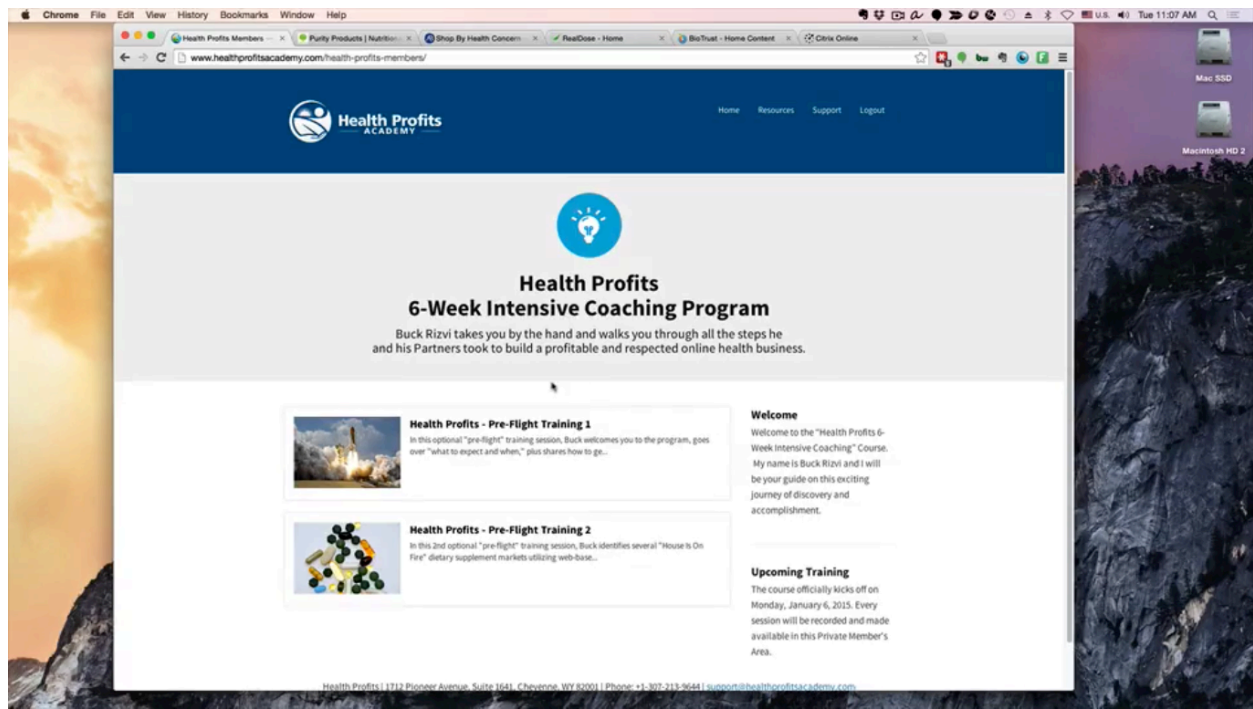 Chrome File Edit View History Bookmarks Window Help
U.S. Tue 11:07 AM
Health Profits Members —
Purity Products | Nutrition
Shop By Health Concern
RealDose - Home
BioTrust - Home Content
Citrix Online
www.healthprofitsacademy.com/health-profits-members/
Mac SSD
Macintosh HD 2
Health Profits
ACADEMY
Home Resources Support Logout
Health Profits
6-Week Intensive Coaching Program
Buck Rizvi takes you by the hand and walks you through all the steps he
and his Partners took to build a profitable and respected online health business.
Health Profits - Pre-Flight Training 1
In this optional "pre-flight" training session, Buck welcomes you to the program, goes
over "what to expect and when," plus shares how to ge...
Health Profits - Pre-Flight Training 2
In this 2nd optional "pre-flight" training session, Buck identifies several "House Is On
Fire" dietary supplement markets utilizing web-base...
Welcome
Welcome to the "Health Profits 6-
Week Intensive Coaching" Course.
My name is Buck Rizvi and I will
be your guide on this exciting
journey of discovery and
accomplishment.
Upcoming Training
The course officially kicks off on
Monday, January 6, 2015. Every
session will be recorded and made
available in this Private Member's
Area.
Health Profits | 1712 Pioneer Avenue, Suite 1641, Cheyenne, WY 82001 | Phone: +1-307-213-9644 | support@healthprofitsacademy.com